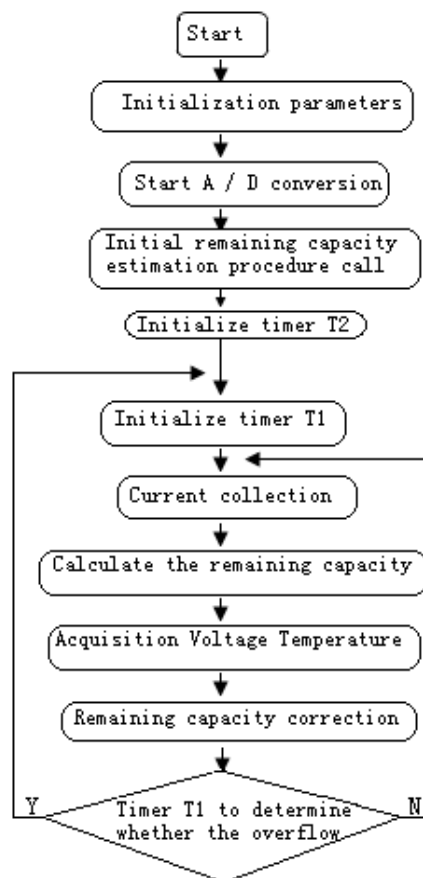 Start
Initialization parameters
Start A / D conversion
Initial remaining capacity
estimation procedure call
Initialize timer T2
Initialize timer T1
Current collection
Calculate the remaining capacity
Acquisition Voltage Temperature
Remaining capacity correction
Y
Timer T1 to determine
whether the overflow
N